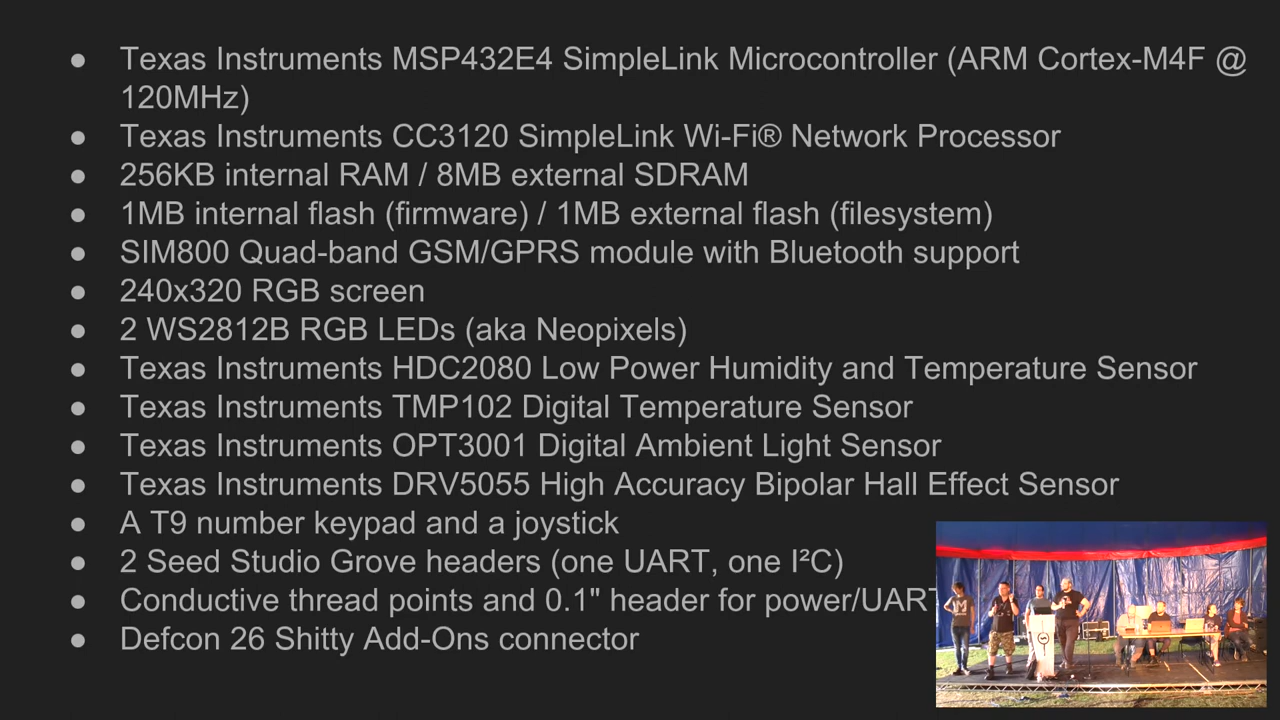 ● Texas Instruments MSP432E4 SimpleLink Microcontroller (ARM Cortex-M4F @
120MHz)
● Texas Instruments CC3120 SimpleLink Wi-Fi® Network Processor
● 256KB internal RAM / 8MB external SDRAM
● 1MB internal flash (firmware) / 1MB external flash (filesystem)
● SIM800 Quad-band GSM/GPRS module with Bluetooth support
● 240x320 RGB screen
● 2 WS2812B RGB LEDs (aka Neopixels)
● Texas Instruments HDC2080 Low Power Humidity and Temperature Sensor
● Texas Instruments TMP102 Digital Temperature Sensor
● Texas Instruments OPT3001 Digital Ambient Light Sensor
● Texas Instruments DRV5055 High Accuracy Bipolar Hall Effect Sensor
● A T9 number keypad and a joystick
● 2 Seed Studio Grove headers (one UART, one I²C)
● Conductive thread points and 0.1" header for power/UART
● Defcon 26 Shitty Add-Ons connector